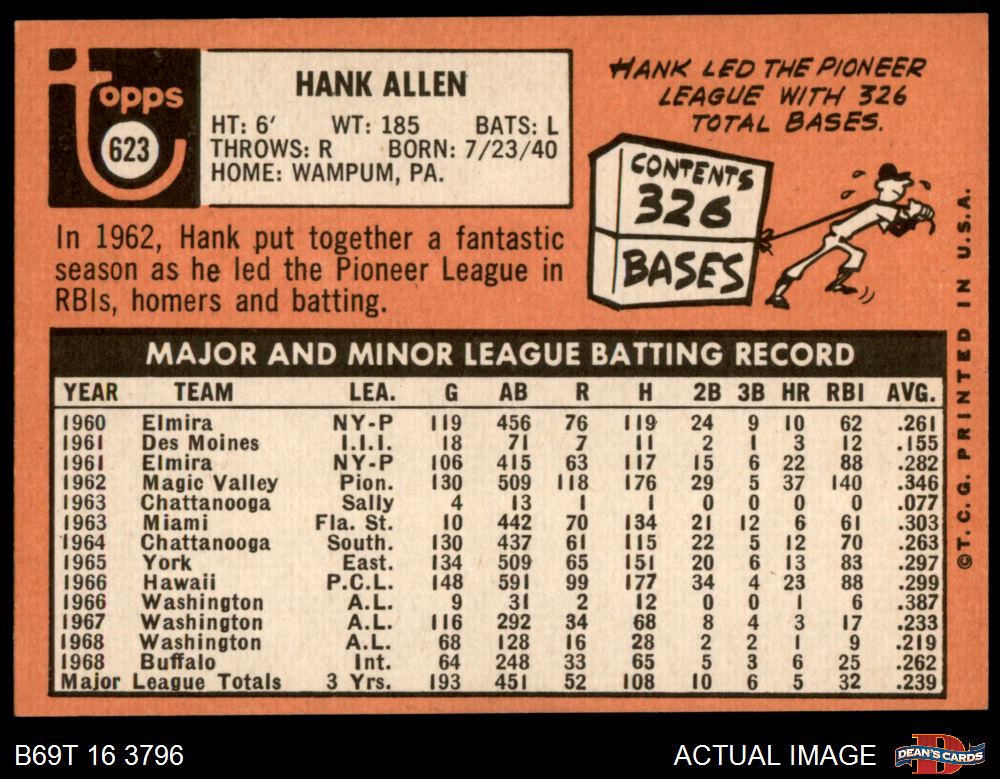 topps
623
HANK ALLEN
HT: 6' WT: 185 BATS: L
THROWS: R BORN: 7/23/40
HOME: WAMPUM, PA.
HANK LED THE PIONEER
LEAGUE WITH 326
TOTAL BASES.
CONTENTS
326
BASES
In 1962, Hank put together a fantastic
season as he led the Pioneer League in
RBIs, homers and batting.
MAJOR AND MINOR LEAGUE BATTING RECORD
YEAR TEAM LEA. G AB R H 2B 3B HR RBI AVG.
1960 Elmira NY-P 119 456 76 119 24 9 10 62 .261
1961 Des Moines I.I.I. 18 71 7 11 2 1 3 12 .155
1961 Elmira NY-P 106 415 63 117 15 6 22 88 .282
1962 Magic Valley Pion. 130 509 118 176 29 5 37 140 .346
1963 Chattanooga Sally 4 13 1 1 0 0 0 0 .077
1963 Miami Fla. St. 10 442 70 134 21 12 6 61 .303
1964 Chattanooga South. 130 437 61 115 22 5 12 70 .263
1965 York East. 134 509 65 151 20 6 13 83 .297
1966 Hawaii P.C.L. 148 591 99 177 34 4 23 88 .299
1966 Washington A.L. 9 31 2 12 0 0 1 6 .387
1967 Washington A.L. 116 292 34 68 8 4 3 17 .233
1968 Washington A.L. 68 128 16 28 2 2 1 9 .219
1968 Buffalo Int. 64 248 33 65 5 3 6 25 .262
Major League Totals 3 Yrs. 193 451 52 108 10 6 5 32 .239
©T. C. G. PRINTED IN U.S.A.
B69T 16 3796
ACTUAL IMAGE
DEAN'S CARDS